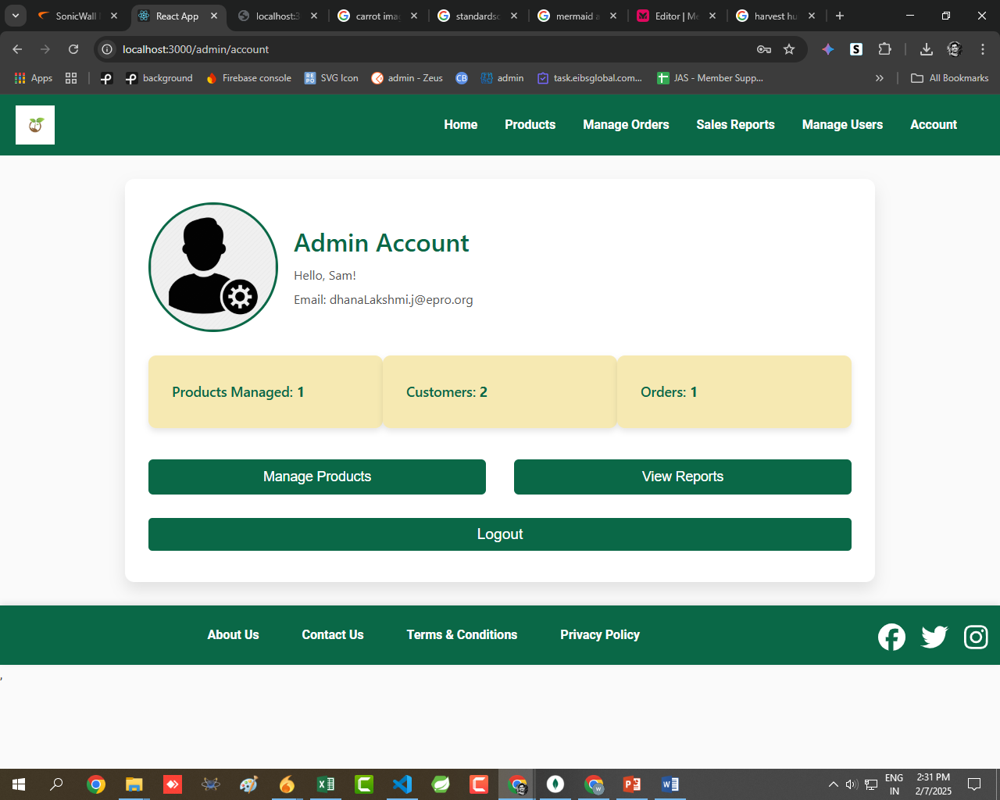 SonicWall
React App
localhost:3
carrot ima
standards
mermaid a
Editor | Me
harvest hu
localhost:3000/admin/account
Apps
background
Firebase console
REPO
SVG Icon
admin - Zeus
CB
admin
task.eibsglobal.com...
JAS - Member Supp...
All Bookmarks
Home
Products
Manage Orders
Sales Reports
Manage Users
Account
Admin Account
Hello, Sam!
Email: dhanaLakshmi.j@epro.org
Products Managed: 1
Customers: 2
Orders: 1
Manage Products
View Reports
Logout
About Us
Contact Us
Terms & Conditions
Privacy Policy
,
ENG
IN
2:31 PM
2/7/2025